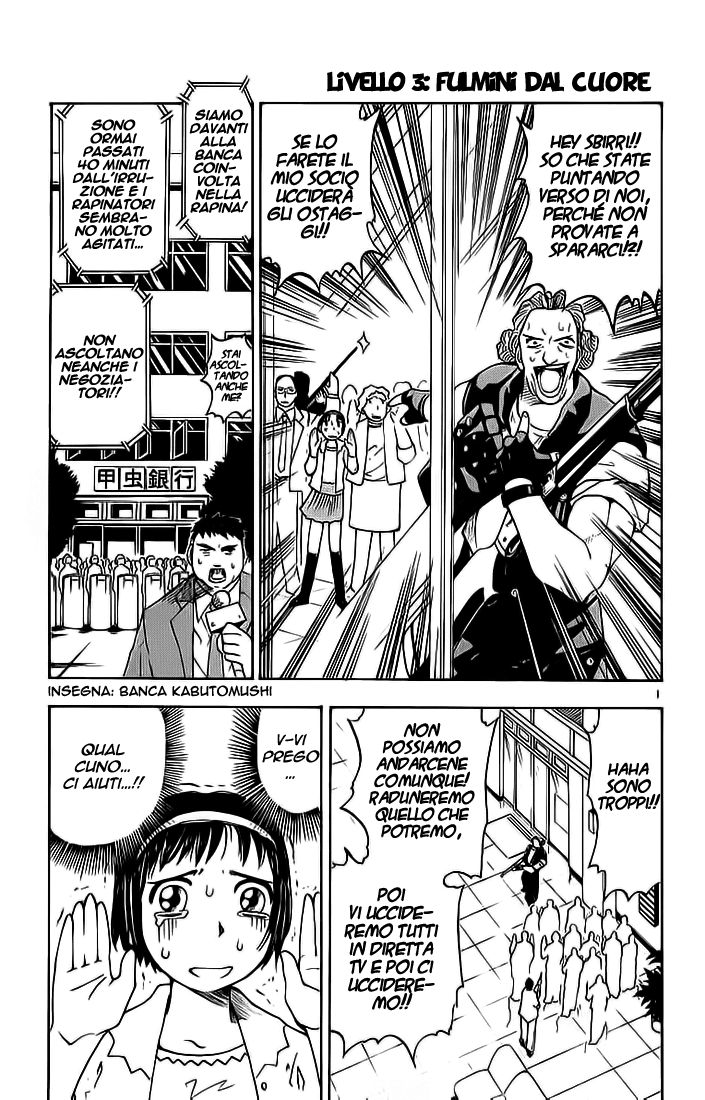 LIVELLO 3: FULMINI DAL CUORE
HEY SBIRRI!!
SO CHE STATE
PUNTANDO
VERSO DI NOI,
PERCHÉ NON
PROVATE A
SPARARCI!?!
SE LO
FARETE IL
MIO SOCIO
UCCIDERÀ
GLI OSTAG-
GI!!
SIAMO
DAVANTI
ALLA
BANCA
COIN-
VOLTA
NELLA
RAPINA!
SONO
ORMAI
PASSATI
40 MINUTI
DALL'IRRU-
ZIONE E I
RAPINATORI
SEMBRA-
NO MOLTO
AGITATI...
STAI
ASCOL-
TANDO
ANCHE
ME?
NON
ASCOLTANO
NEANCHE I
NEGOZIA-
TORI!!
甲虫銀行
INSEGNA: BANCA KABUTOMUSHI
1
HAHA
SONO
TROPPI!!
NON
POSSIAMO
ANDARCENE
COMUNQUE!
RADUNEREMO
QUELLO CHE
POTREMO,
POI
VI UCCIDE-
REMO TUTTI
IN DIRETTA
TV E POI CI
UCCIDERE-
MO!!
V-VI
PREGO
...
QUAL
CUNO...
CI AIUTI...!!